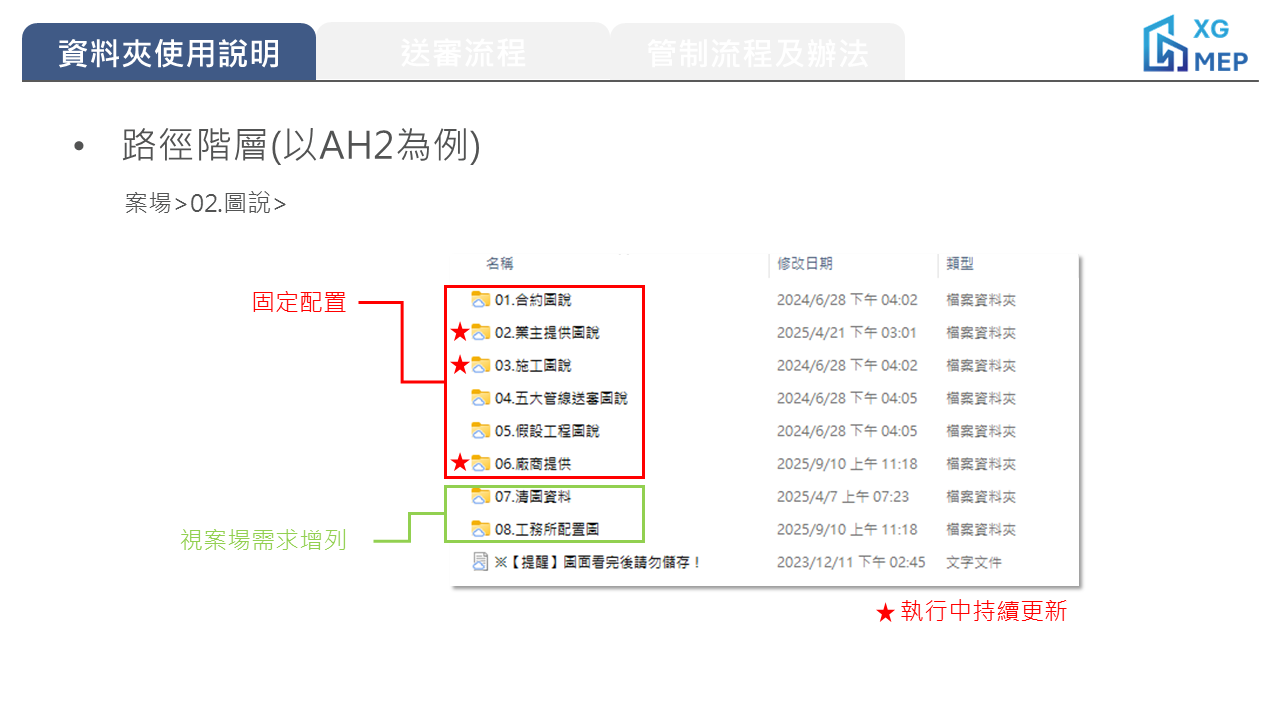 資料夾使用說明
送審流程
管制流程及辦法
XG
MEP
• 路徑階層(以AH2為例)
案場>02.圖說>
名稱 修改日期 類型
固定配置
01.合約圖說 2024/6/28 下午 04:02 檔案資料夾
★ 02.業主提供圖說 2025/4/21 下午 03:01 檔案資料夾
★ 03.施工圖說 2024/6/28 下午 04:02 檔案資料夾
04.五大管線送審圖說 2024/6/28 下午 04:05 檔案資料夾
05.假設工程圖說 2024/6/28 下午 04:05 檔案資料夾
★ 06.廠商提供 2025/9/10 上午 11:18 檔案資料夾
07.清圖資料 2025/4/7 上午 07:23 檔案資料夾
08.工務所配置圖 2025/9/10 上午 11:18 檔案資料夾
視案場需求增列
※【提醒】圖面看完後請勿儲存！ 2023/12/11 下午 02:45 文字文件
★執行中持續更新